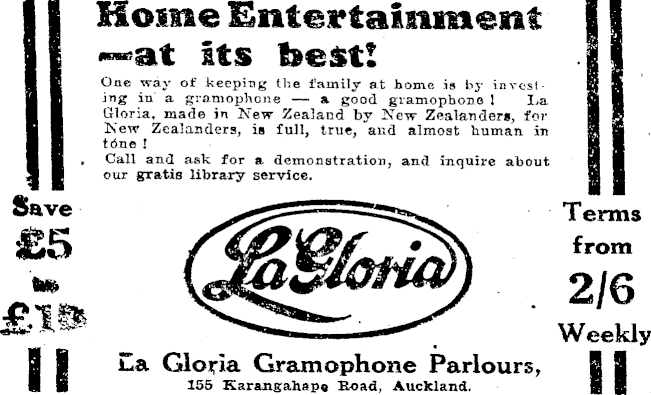 Home Entertainment
—at its best!
One way of keeping the family at home is by invest-
ing in a gramophone — a good gramophone! La
Gloria, made in New Zealand by New Zealanders, for
New Zealanders, is full, true, and almost human in
tone!
Call and ask for a demonstration, and inquire about
our gratis library service.
Save
£5
Terms
from
2/6
Weekly
La Gloria
La Gloria Gramophone Parlours,
155 Karangahape Road, Auckland.